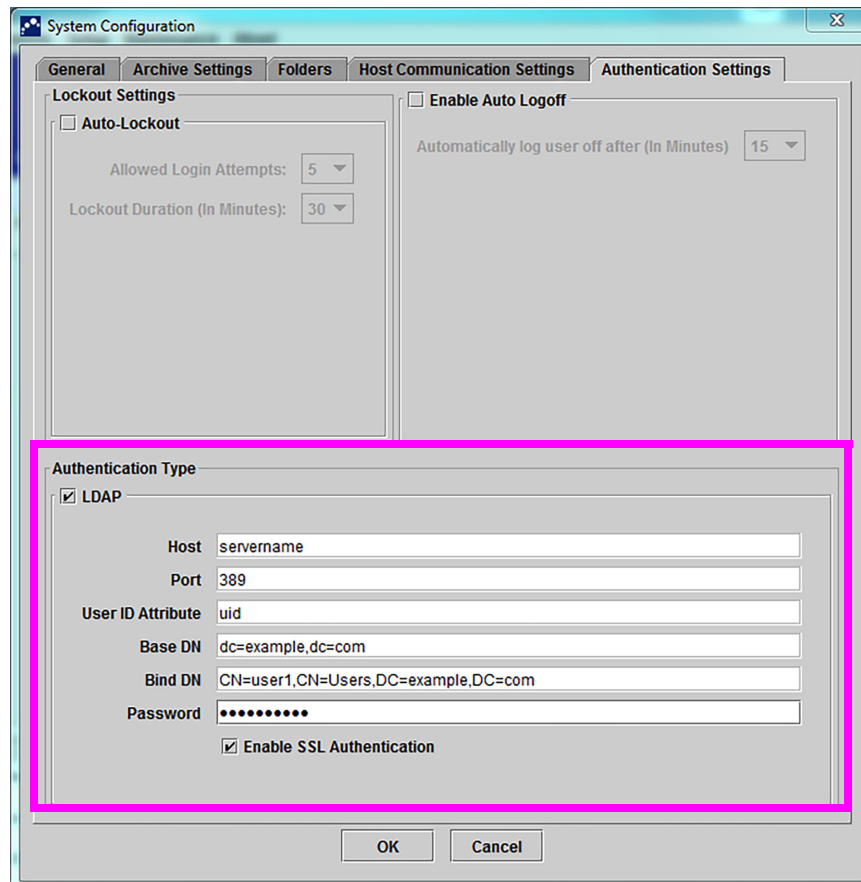 System Configuration
General Archive Settings Folders Host Communication Settings Authentication Settings
Lockout Settings
Auto-Lockout
Allowed Login Attempts: 5
Lockout Duration (In Minutes): 30
Enable Auto Logoff
Automatically log user off after (In Minutes) 15
Authentication Type
LDAP
Host servername
Port 389
User ID Attribute uid
Base DN dc=example,dc=com
Bind DN CN=user1,CN=Users,DC=example,DC=com
Password ●●●●●●●●●●
Enable SSL Authentication
OK Cancel